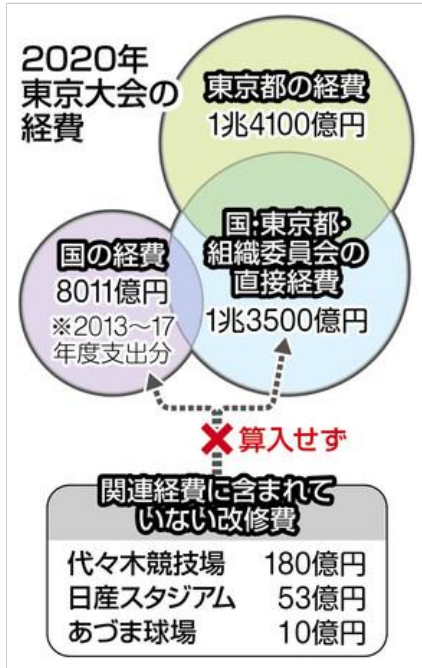 2020年
東京大会の
経費
東京都の経費
1兆4100億円
国・東京都・
組織委員会の
直接経費
1兆3500億円
国の経費
8011億円
※2013〜17
年度支出分
算入せず
関連経費に含まれて
いない改修費
代々木競技場 180億円
日産スタジアム 53億円
あづま球場 10億円